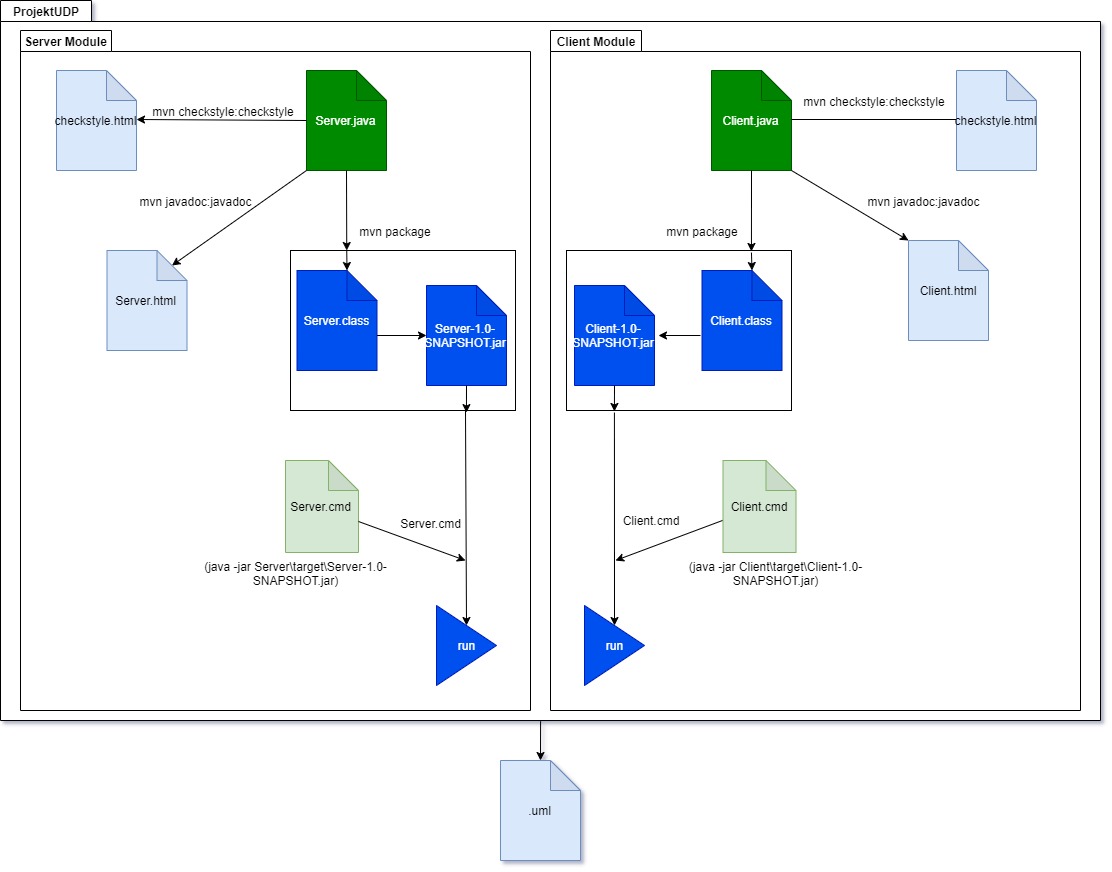 ProjektUDP
Server Module
Client Module
checkstyle.html
mvn checkstyle:checkstyle
Server.java
Client.java
mvn checkstyle:checkstyle
checkstyle.html
mvn javadoc:javadoc
mvn package
mvn package
mvn javadoc:javadoc
Server.html
Server.class
Server-1.0-
SNAPSHOT.jar
Client-1.0-
SNAPSHOT.jar
Client.class
Client.html
Server.cmd
Server.cmd
(java -jar Server\target\Server-1.0-
SNAPSHOT.jar)
Client.cmd
Client.cmd
(java -jar Client\target\Client-1.0-
SNAPSHOT.jar)
run
run
.uml